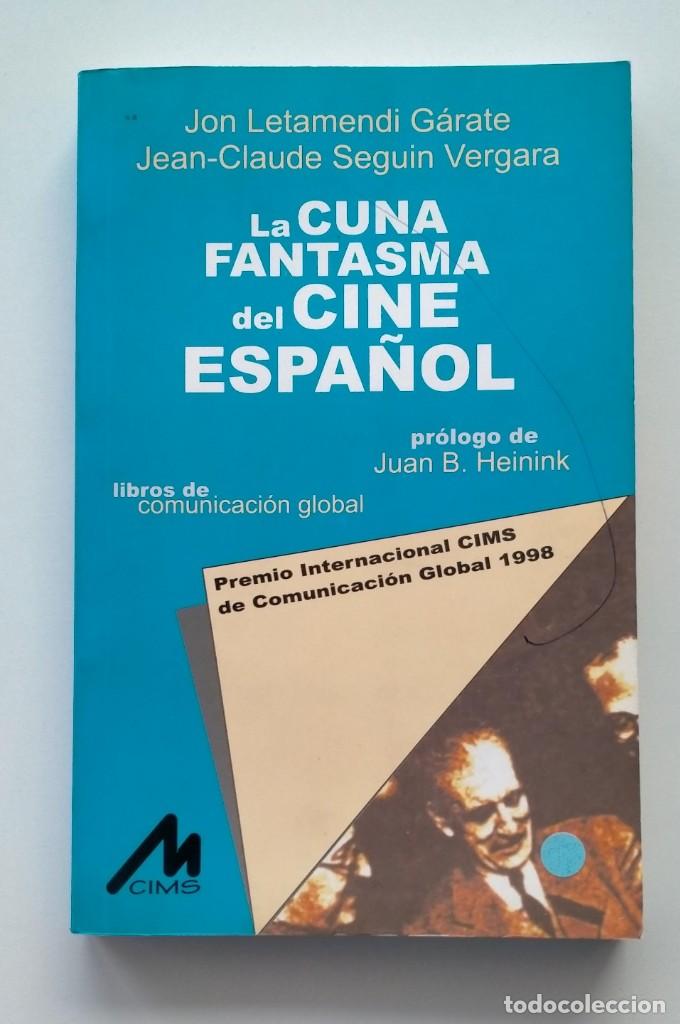 Jon Letamendi Gárate
Jean-Claude Seguin Vergara
La CUNA
FANTASMA
del CINE
ESPAÑOL
prólogo de
Juan B. Heinink
libros de
comunicación global
Premio Internacional CIMS
de Comunicación Global 1998
CIMS
todocoleccion